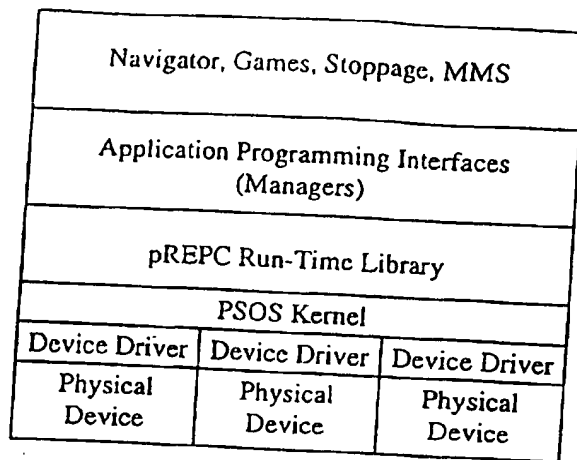 Navigator, Games, Stoppage, MMS
Application Programming Interfaces
(Managers)
pREPC Run-Time Library
PSOS Kernel
Device Driver Device Driver Device Driver
Physical Device Physical Device Physical Device